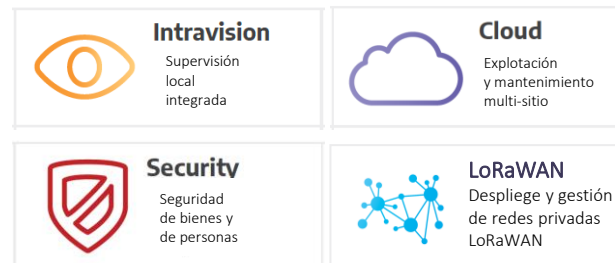 Intravision
Supervisión
local
integrada
Cloud
Explotación
y mantenimiento
multi-sitio
Security
Seguridad
de bienes y
de personas
LoRaWAN
Despliege y gestión
de redes privadas
LoRaWAN